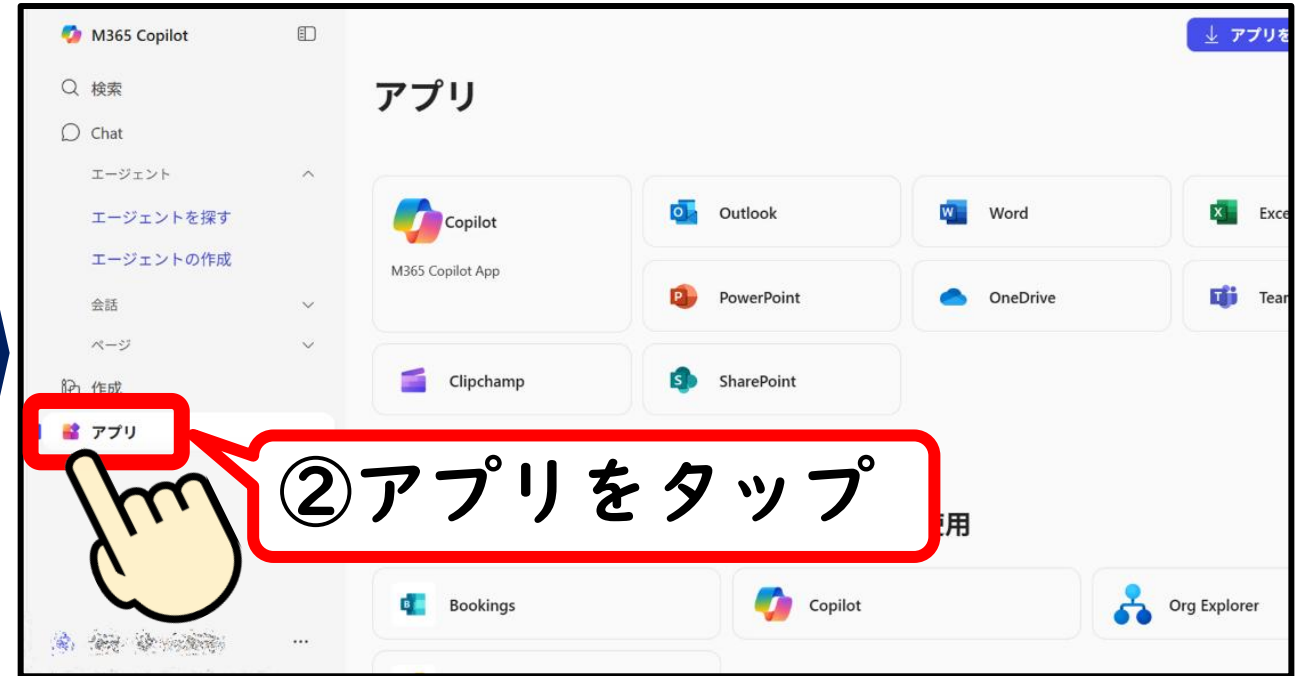 M365 Copilot
検索
Chat
エージェント
エージェントを探す
エージェントの作成
会話
ページ
作成
アプリ
アプリを
アプリ
Copilot
M365 Copilot App
Outlook
Word
Exce
PowerPoint
OneDrive
Tear
Clipchamp
SharePoint
②アプリをタップ
使用
Bookings
Copilot
Org Explorer